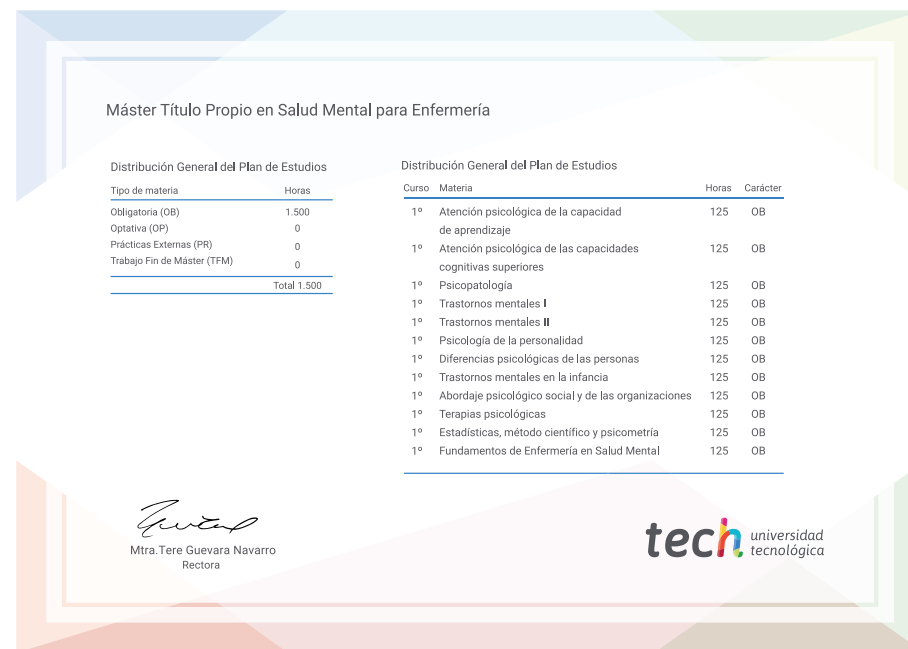 Máster Título Propio en Salud Mental para Enfermería
Distribución General del Plan de Estudios
Tipo de materia Horas
Obligatoria (OB) 1.500
Optativa (OP) 0
Prácticas Externas (PR) 0
Trabajo Fin de Máster (TFM) 0
Total 1.500
Distribución General del Plan de Estudios
Curso Materia Horas Carácter
1º Atención psicológica de la capacidad 125 OB
de aprendizaje
1º Atención psicológica de las capacidades 125 OB
cognitivas superiores
1º Psicopatología 125 OB
1º Trastornos mentales I 125 OB
1º Trastornos mentales II 125 OB
1º Psicología de la personalidad 125 OB
1º Diferencias psicológicas de las personas 125 OB
1º Trastornos mentales en la infancia 125 OB
1º Abordaje psicológico social y de las organizaciones 125 OB
1º Terapias psicológicas 125 OB
1º Estadísticas, método científico y psicometría 125 OB
1º Fundamentos de Enfermería en Salud Mental 125 OB
Mtra.Tere Guevara Navarro
Rectora
tech universidad
tecnológica